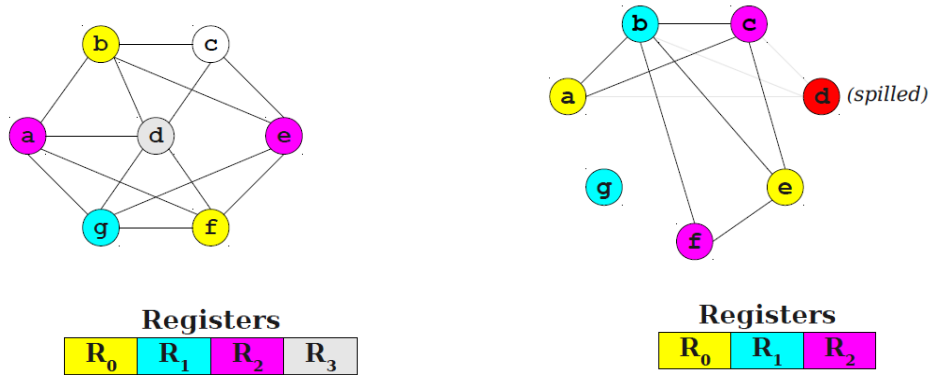 b c
a d e
g f
Registers
R0 R1 R2 R3
b c
a d (spilled)
g e
f
Registers
R0 R1 R2